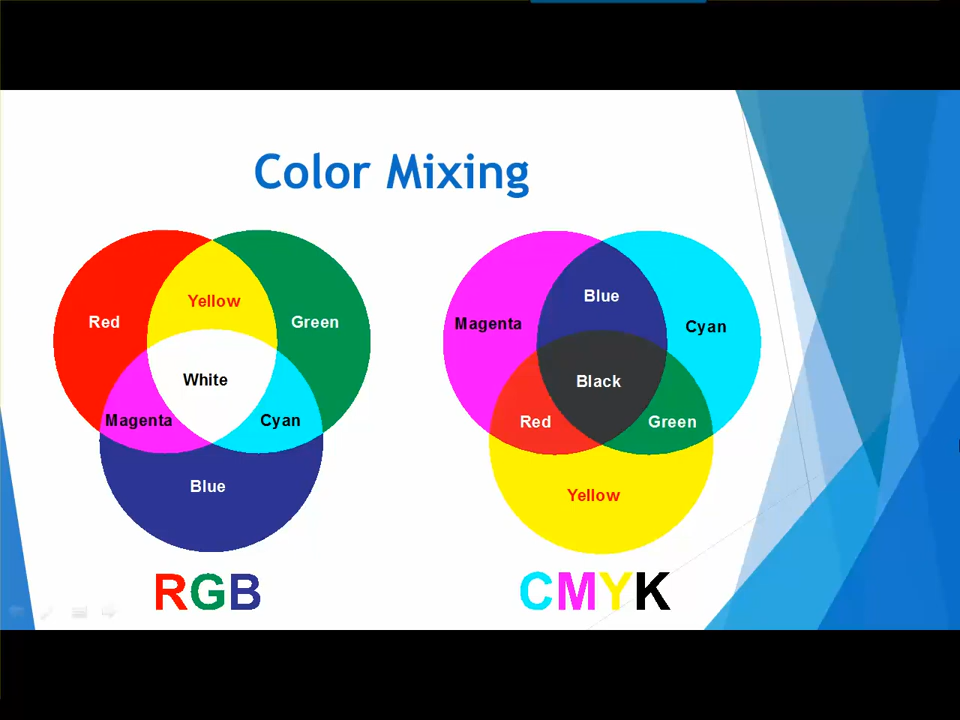 Color Mixing
Red
Yellow
Green
White
Magenta
Cyan
Blue
RGB
Magenta
Blue
Cyan
Black
Red
Green
Yellow
CMYK